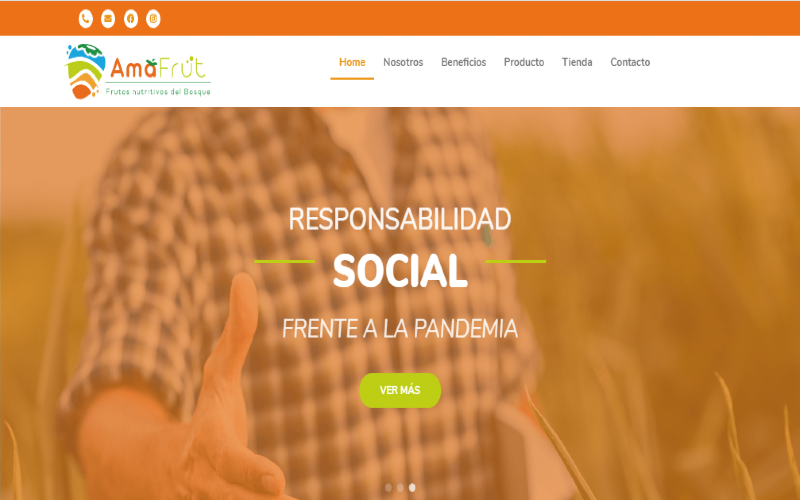 AmaFrut
Frutos nutritivos del Bosque
Home Nosotros Beneficios Producto Tienda Contacto
RESPONSABILIDAD
SOCIAL
FRENTE A LA PANDEMIA
VER MÁS